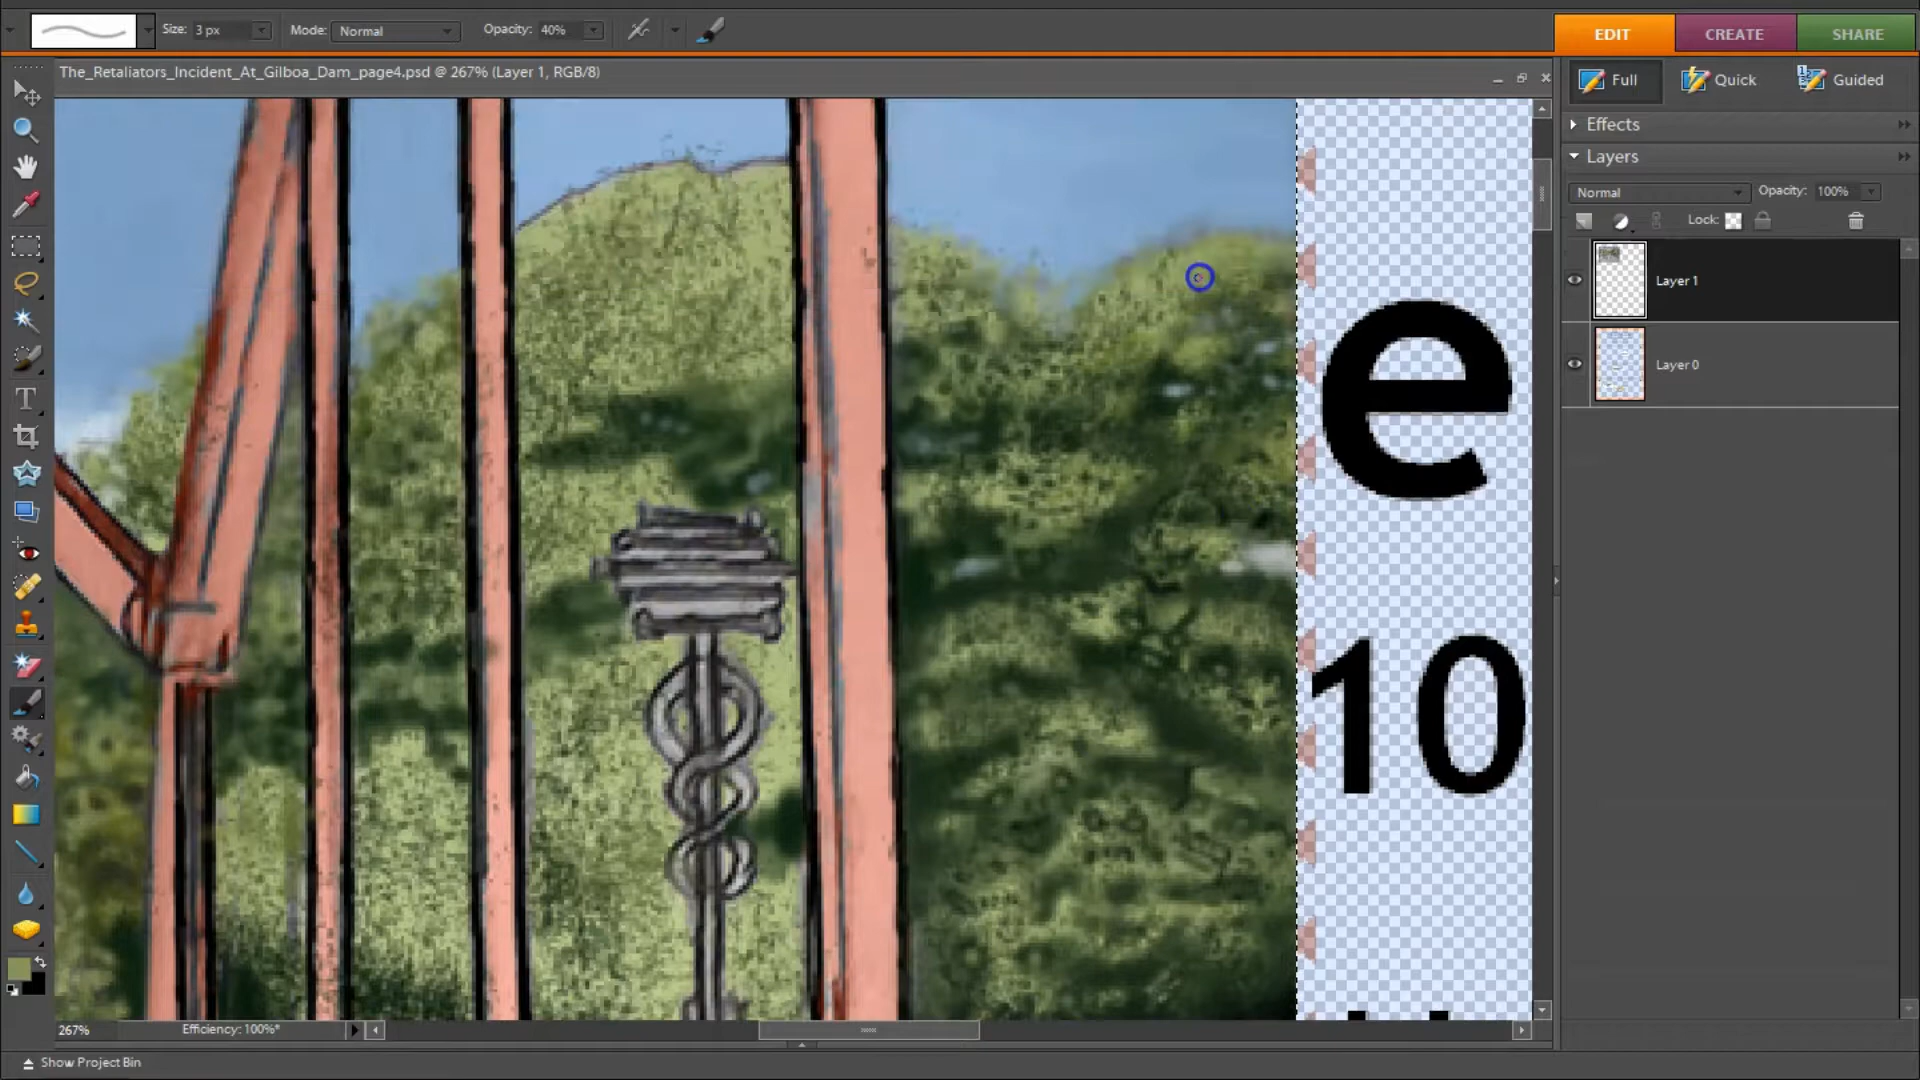 Size: 3 px Mode: Normal Opacity: 40%
EDIT CREATE SHARE
The_Retaliators_Incident_At_Gilboa_Dam_page4.psd @ 267% (Layer 1, RGB/8)
Full Quick Guided
Effects
Layers
Normal Opacity: 100%
Lock:
Layer 1
Layer 0
e
10
267% Efficiency: 100%*
Show Project Bin